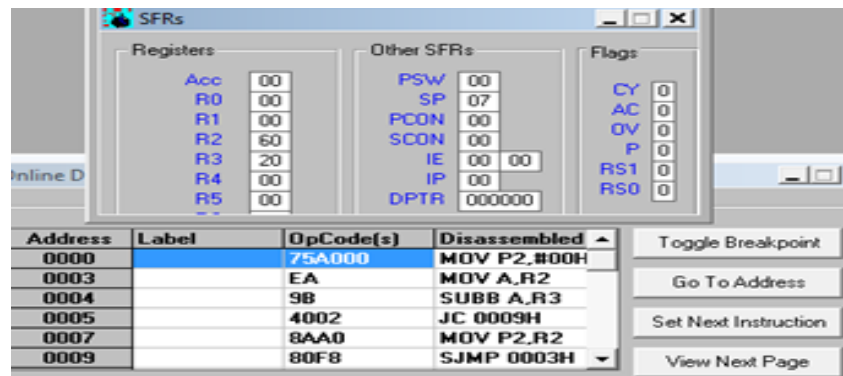 SFRs
Registers
Acc 00
R0 00
R1 00
R2 60
R3 20
R4 00
R5 00
Other SFRs
PSW 00
SP 07
PCON 00
SCON 00
IE 00 00
IP 00
DPTR 000000
Flags
CY 0
AC 0
OV 0
P 0
RS1 0
RS0 0
Online D
Address Label OpCode(s) Disassembled
0000 75A000 MOV P2,#00H
0003 EA MOV A,R2
0004 9B SUBB A,R3
0005 4002 JC 0009H
0007 8AA0 MOV P2,R2
0009 80F8 SJMP 0003H
Toggle Breakpoint
Go To Address
Set Next Instruction
View Next Page